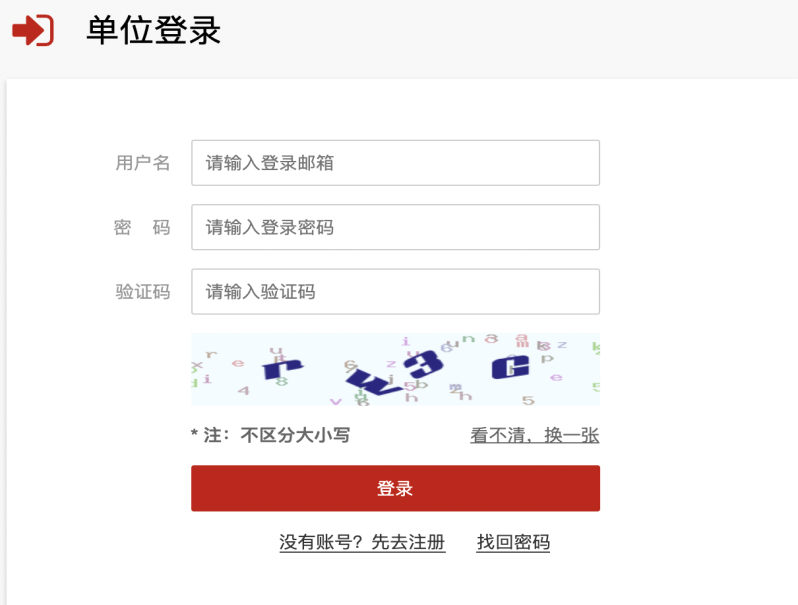 单位登录
用户名 请输入登录邮箱
密 码 请输入登录密码
验证码 请输入验证码
* 注：不区分大小写 看不清，换一张
登录
没有账号？先去注册 找回密码